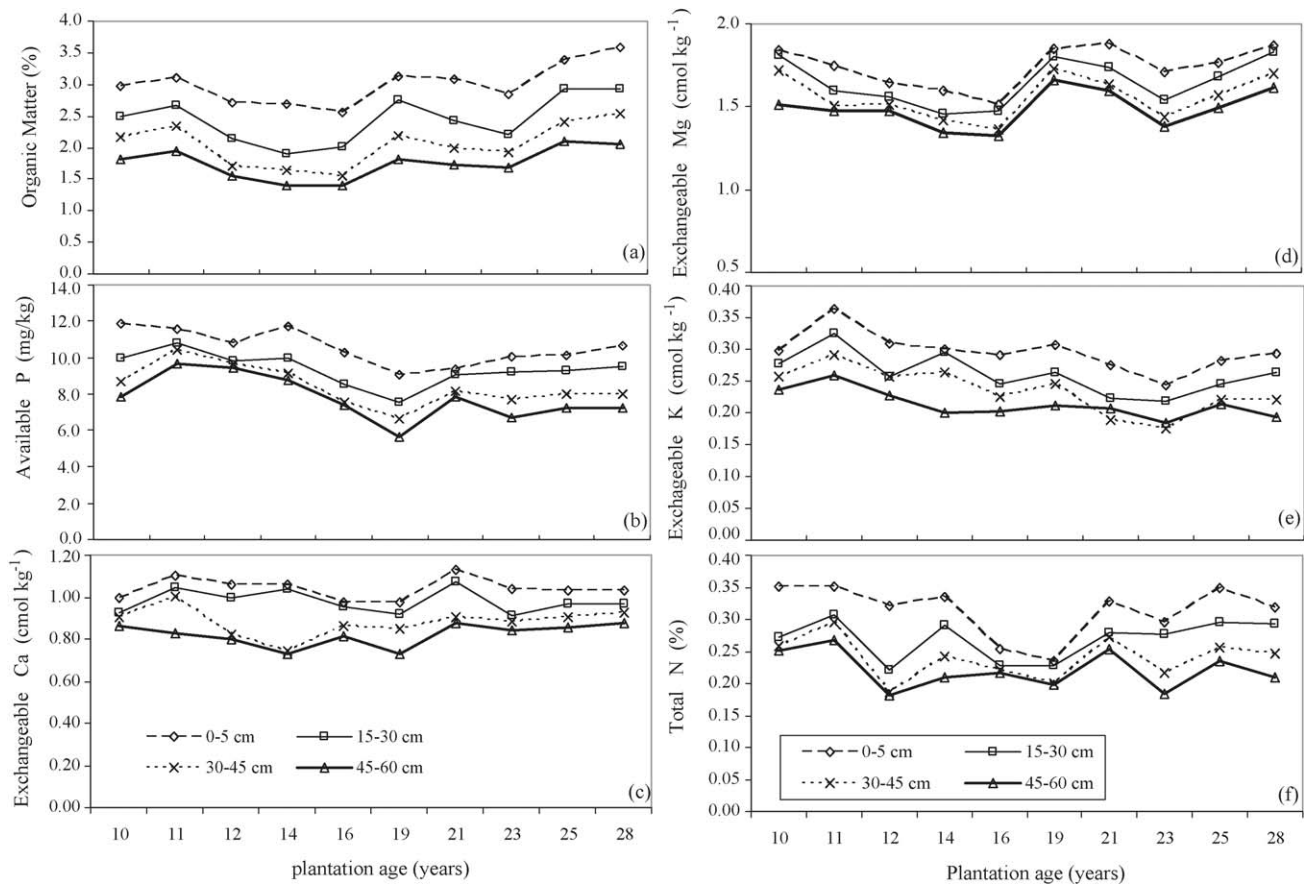 4.0
3.5
3.0
2.5
2.0
1.5
1.0
0.5
0.0
Organic Matter (%)
(a)
14.0
12.0
10.0
8.0
6.0
4.0
2.0
0.0
Available P (mg/kg)
(b)
1.20
1.00
0.80
0.60
0.40
0.20
0.00
Exchangeable Ca (cmol kg⁻¹)
0-5 cm
15-30 cm
30-45 cm
45-60 cm
(c)
10 11 12 14 16 19 21 23 25 28
plantation age (years)
2.0
1.5
1.0
0.5
Exchangeable Mg (cmol kg⁻¹)
(d)
0.40
0.35
0.30
0.25
0.20
0.15
0.10
0.05
0.00
Exchageable K (cmol kg⁻¹)
(e)
0.40
0.35
0.30
0.25
0.20
0.15
0.10
0.05
0.00
Total N (%)
0-5 cm
15-30 cm
30-45 cm
45-60 cm
(f)
10 11 12 14 16 19 21 23 25 28
Plantation age (years)